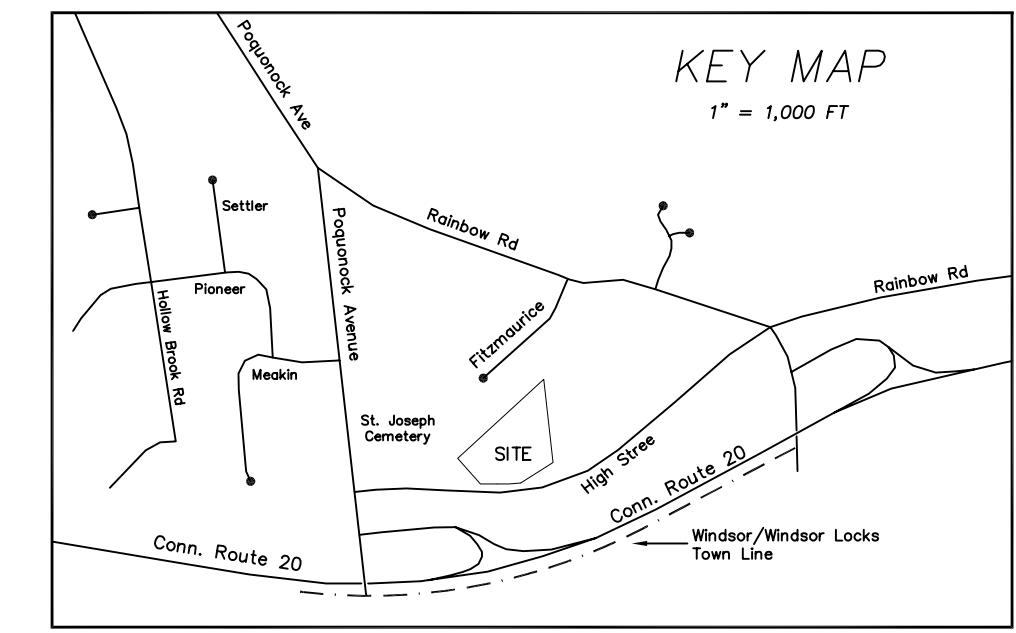 KEY MAP
1" = 1,000 FT
Poquonock Ave
Settler
Poquonock Avenue
Rainbow Rd
Rainbow Rd
Pioneer
Hollow Brook Rd
Fitzmaurice
Meakin
St. Joseph
Cemetery
SITE
High Stree
Conn. Route 20
Conn. Route 20
Windsor/Windsor Locks
Town Line